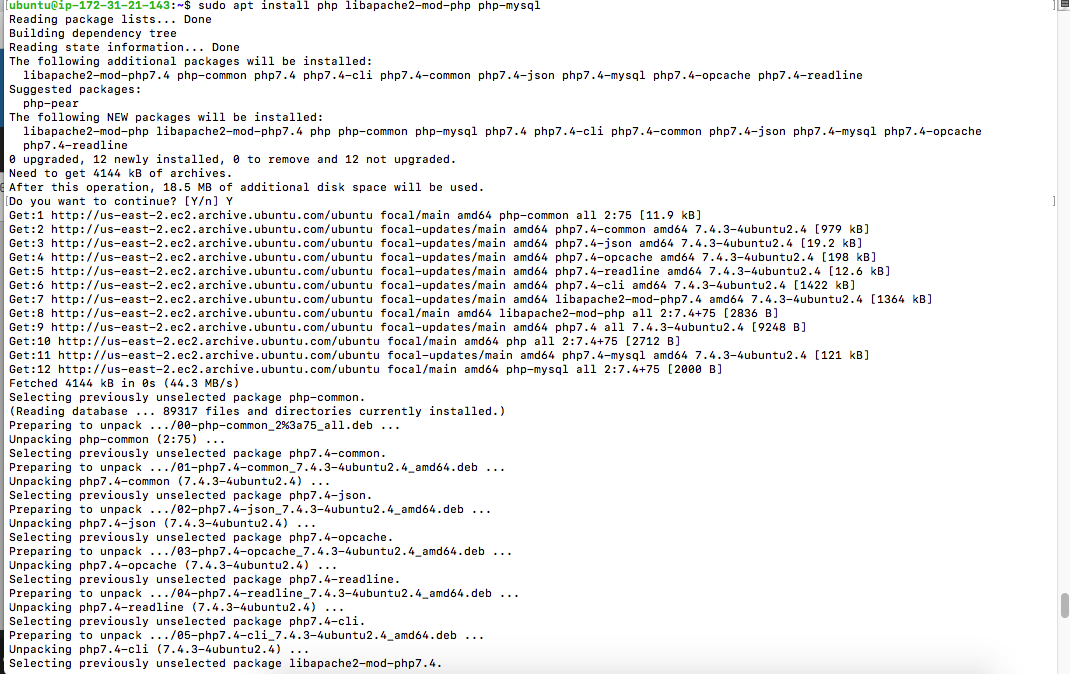 [ubuntu@ip-172-31-21-143:~$ sudo apt install php libapache2-mod-php php-mysql ]
Reading package lists... Done
Building dependency tree
Reading state information... Done
The following additional packages will be installed:
  libapache2-mod-php7.4 php-common php7.4 php7.4-cli php7.4-common php7.4-json php7.4-mysql php7.4-opcache php7.4-readline
Suggested packages:
  php-pear
The following NEW packages will be installed:
  libapache2-mod-php libapache2-mod-php7.4 php php-common php-mysql php7.4 php7.4-cli php7.4-common php7.4-json php7.4-mysql php7.4-opcache
  php7.4-readline
0 upgraded, 12 newly installed, 0 to remove and 12 not upgraded.
Need to get 4144 kB of archives.
After this operation, 18.5 MB of additional disk space will be used.
[Do you want to continue? [Y/n] Y ]
Get:1 http://us-east-2.ec2.archive.ubuntu.com/ubuntu focal/main amd64 php-common all 2:75 [11.9 kB]
Get:2 http://us-east-2.ec2.archive.ubuntu.com/ubuntu focal-updates/main amd64 php7.4-common amd64 7.4.3-4ubuntu2.4 [979 kB]
Get:3 http://us-east-2.ec2.archive.ubuntu.com/ubuntu focal-updates/main amd64 php7.4-json amd64 7.4.3-4ubuntu2.4 [19.2 kB]
Get:4 http://us-east-2.ec2.archive.ubuntu.com/ubuntu focal-updates/main amd64 php7.4-opcache amd64 7.4.3-4ubuntu2.4 [198 kB]
Get:5 http://us-east-2.ec2.archive.ubuntu.com/ubuntu focal-updates/main amd64 php7.4-readline amd64 7.4.3-4ubuntu2.4 [12.6 kB]
Get:6 http://us-east-2.ec2.archive.ubuntu.com/ubuntu focal-updates/main amd64 php7.4-cli amd64 7.4.3-4ubuntu2.4 [1422 kB]
Get:7 http://us-east-2.ec2.archive.ubuntu.com/ubuntu focal-updates/main amd64 libapache2-mod-php7.4 amd64 7.4.3-4ubuntu2.4 [1364 kB]
Get:8 http://us-east-2.ec2.archive.ubuntu.com/ubuntu focal/main amd64 libapache2-mod-php all 2:7.4+75 [2836 B]
Get:9 http://us-east-2.ec2.archive.ubuntu.com/ubuntu focal-updates/main amd64 php7.4 all 7.4.3-4ubuntu2.4 [9248 B]
Get:10 http://us-east-2.ec2.archive.ubuntu.com/ubuntu focal/main amd64 php all 2:7.4+75 [2712 B]
Get:11 http://us-east-2.ec2.archive.ubuntu.com/ubuntu focal-updates/main amd64 php7.4-mysql amd64 7.4.3-4ubuntu2.4 [121 kB]
Get:12 http://us-east-2.ec2.archive.ubuntu.com/ubuntu focal/main amd64 php-mysql all 2:7.4+75 [2000 B]
Fetched 4144 kB in 0s (44.3 MB/s)
Selecting previously unselected package php-common.
(Reading database ... 89317 files and directories currently installed.)
Preparing to unpack .../00-php-common_2%3a75_all.deb ...
Unpacking php-common (2:75) ...
Selecting previously unselected package php7.4-common.
Preparing to unpack .../01-php7.4-common_7.4.3-4ubuntu2.4_amd64.deb ...
Unpacking php7.4-common (7.4.3-4ubuntu2.4) ...
Selecting previously unselected package php7.4-json.
Preparing to unpack .../02-php7.4-json_7.4.3-4ubuntu2.4_amd64.deb ...
Unpacking php7.4-json (7.4.3-4ubuntu2.4) ...
Selecting previously unselected package php7.4-opcache.
Preparing to unpack .../03-php7.4-opcache_7.4.3-4ubuntu2.4_amd64.deb ...
Unpacking php7.4-opcache (7.4.3-4ubuntu2.4) ...
Selecting previously unselected package php7.4-readline.
Preparing to unpack .../04-php7.4-readline_7.4.3-4ubuntu2.4_amd64.deb ...
Unpacking php7.4-readline (7.4.3-4ubuntu2.4) ...
Selecting previously unselected package php7.4-cli.
Preparing to unpack .../05-php7.4-cli_7.4.3-4ubuntu2.4_amd64.deb ...
Unpacking php7.4-cli (7.4.3-4ubuntu2.4) ...
Selecting previously unselected package libapache2-mod-php7.4.